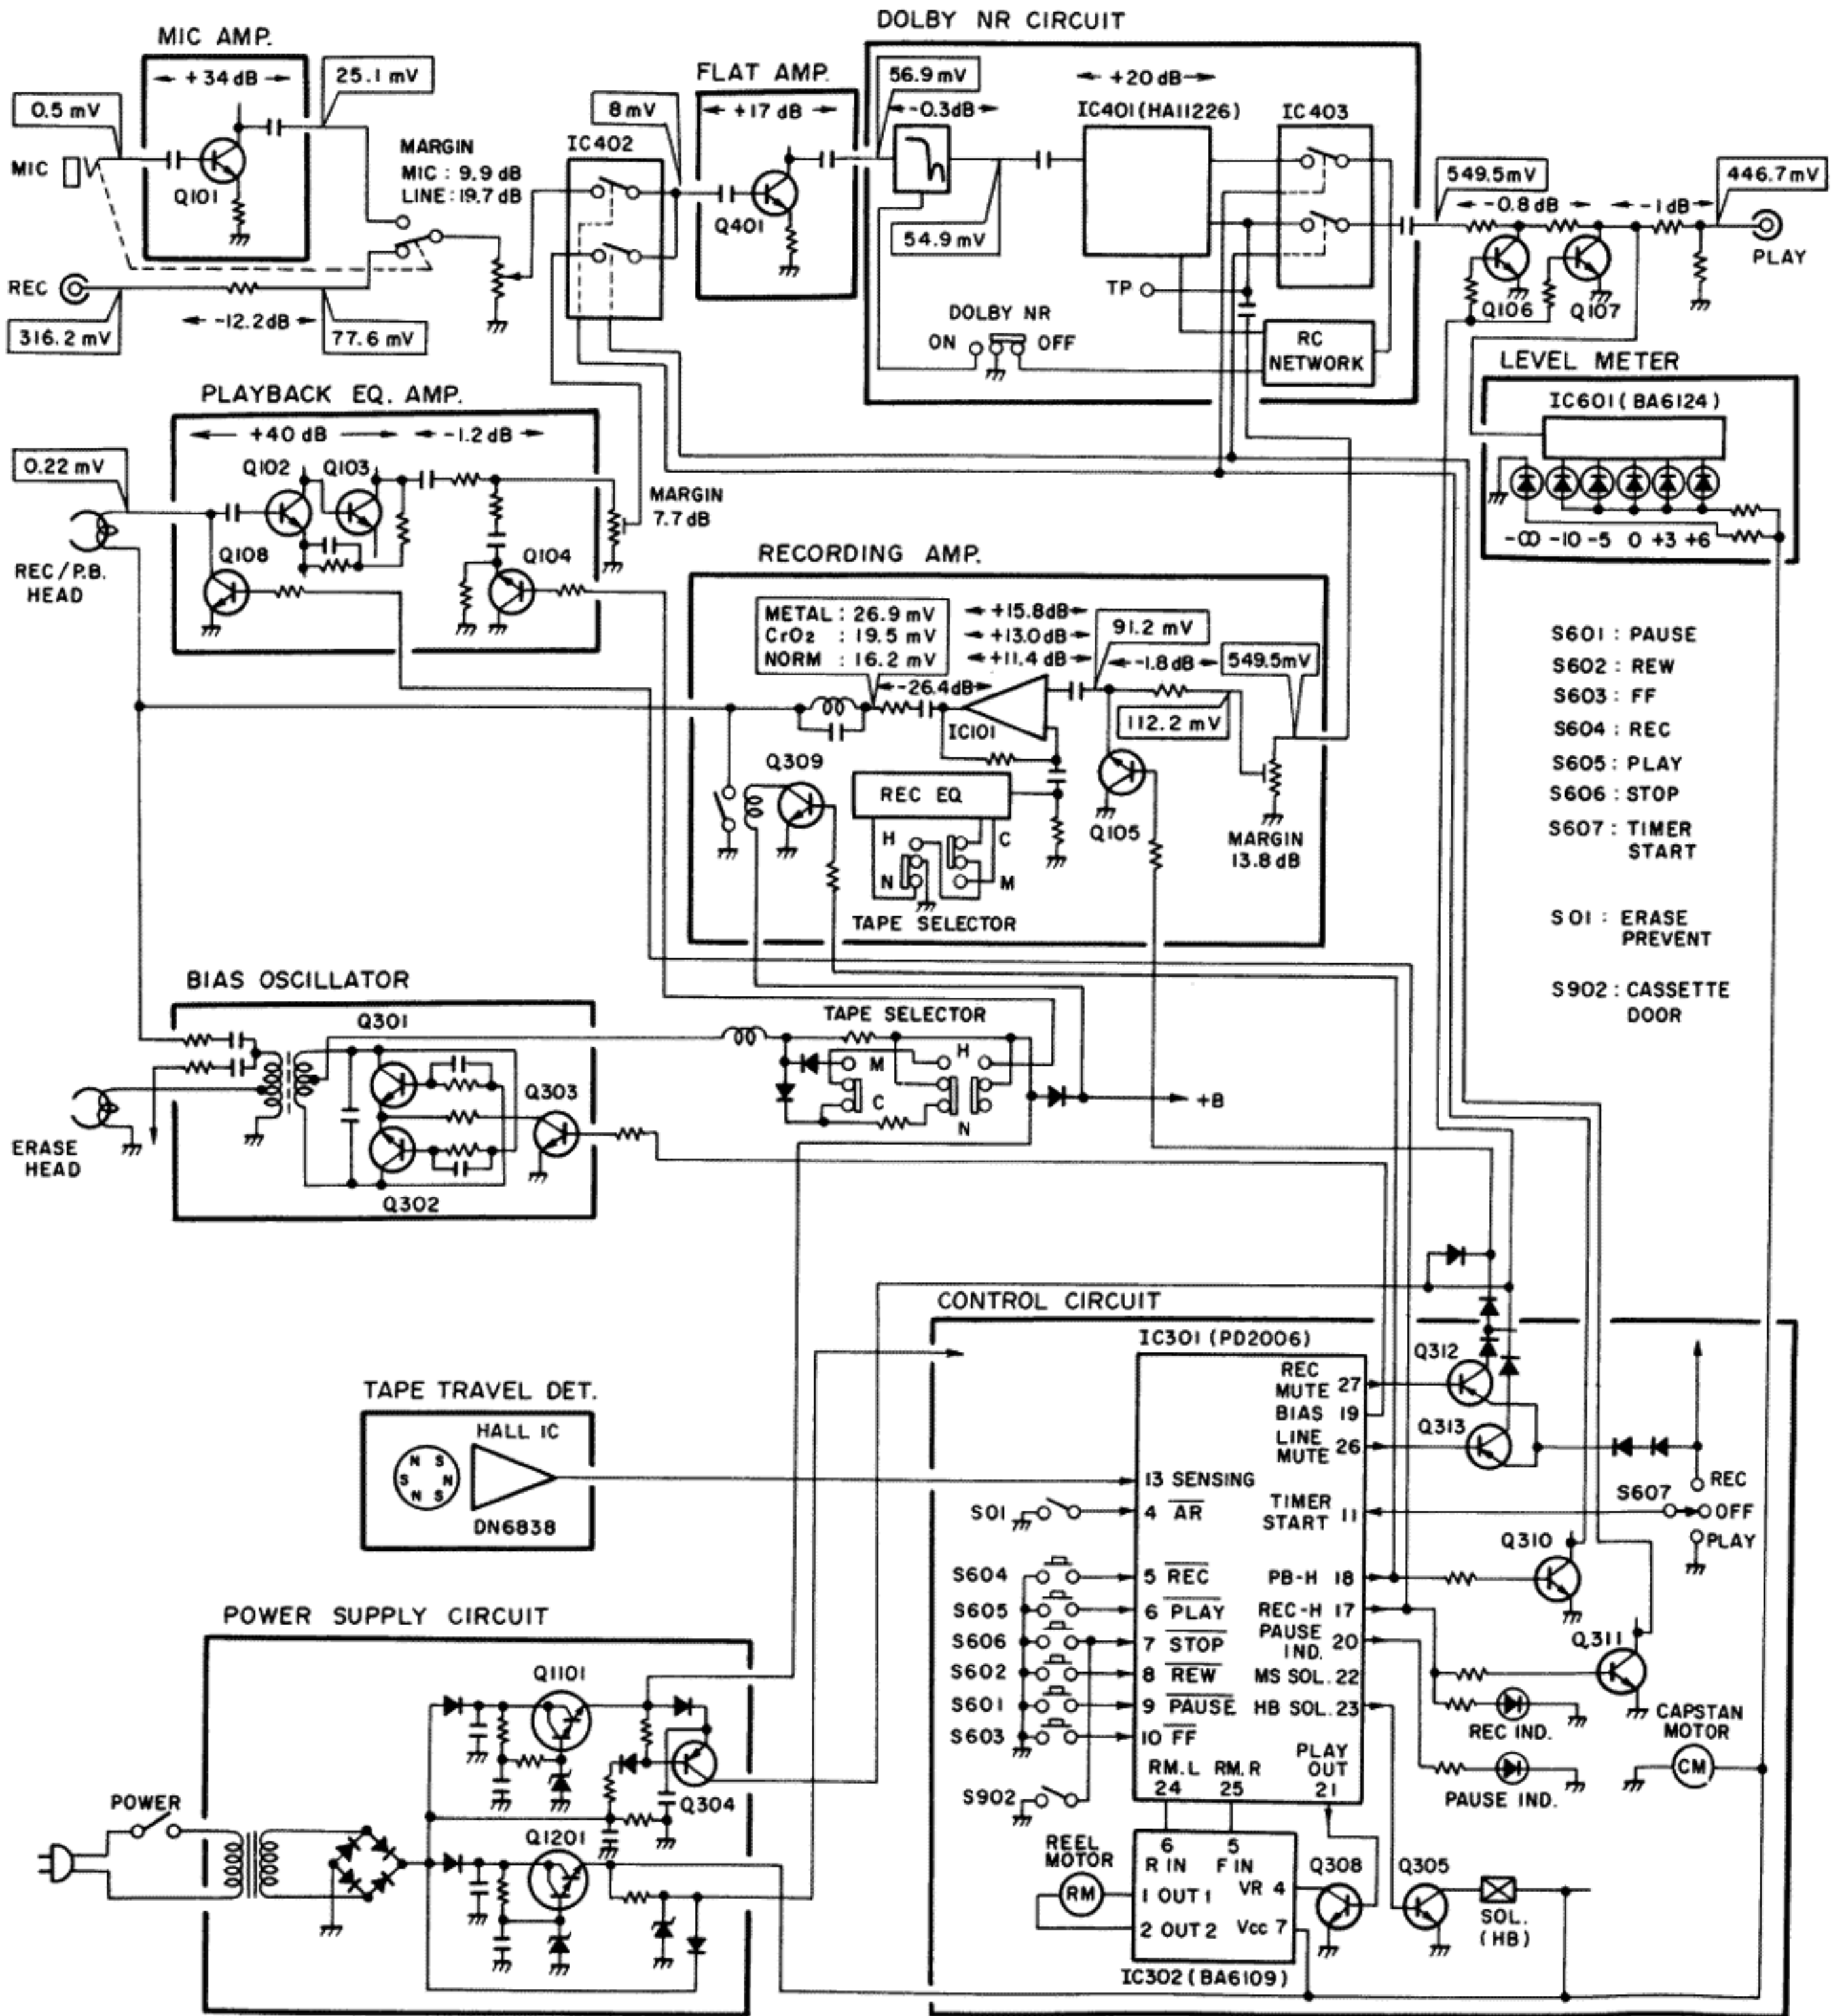 DOLBY NR CIRCUIT
MIC AMP.
+34 dB
25.1 mV
0.5 mV
MIC
Q101
MARGIN
MIC : 9.9 dB
LINE : 19.7 dB
REC
-12.2dB
316.2 mV
77.6 mV
IC402
8 mV
FLAT AMP.
+17 dB
Q401
56.9 mV
-0.3dB
54.9 mV
+20 dB
IC401 (HA11226)
IC403
TP
DOLBY NR
ON
OFF
RC
NETWORK
549.5mV
-0.8 dB
-1 dB
446.7mV
PLAY
Q106
Q107
LEVEL METER
IC601 (BA6124)
-∞ -10 -5 0 +3 +6
PLAYBACK EQ. AMP.
+40 dB
-1.2 dB
0.22 mV
Q102
Q103
Q108
Q104
MARGIN
7.7 dB
REC/P.B.
HEAD
RECORDING AMP.
METAL : 26.9 mV
CrO2 : 19.5 mV
NORM : 16.2 mV
+15.8dB
+13.0dB
+11.4 dB
91.2 mV
-1.8dB
549.5mV
-26.4dB
112.2 mV
IC101
Q309
REC EQ
H
C
N
M
TAPE SELECTOR
Q105
MARGIN
13.8 dB
S601 : PAUSE
S602 : REW
S603 : FF
S604 : REC
S605 : PLAY
S606 : STOP
S607 : TIMER
START
S01 : ERASE
PREVENT
S902 : CASSETTE
DOOR
BIAS OSCILLATOR
Q301
Q303
Q302
ERASE
HEAD
TAPE SELECTOR
M
H
C
N
+B
CONTROL CIRCUIT
IC301 (PD2006)
REC
MUTE 27
BIAS 19
LINE
MUTE 26
Q312
Q313
TAPE TRAVEL DET.
HALL IC
N S
S N
N S
DN6838
13 SENSING
S01
4 AR
TIMER
START 11
S607
REC
OFF
PLAY
S604
5 REC
PB-H 18
Q310
S605
6 PLAY
REC-H 17
S606
7 STOP
PAUSE
IND. 20
Q311
S602
8 REW
MS SOL. 22
S601
9 PAUSE
HB SOL. 23
S603
10 FF
PLAY
OUT
21
RM. L
24
RM. R
25
S902
REC IND.
PAUSE IND.
CAPSTAN
MOTOR
CM
POWER SUPPLY CIRCUIT
Q1101
Q304
POWER
Q1201
REEL
MOTOR
RM
6
R IN
5
F IN
VR 4
1 OUT 1
2 OUT 2
Vcc 7
IC302 (BA6109)
Q308
Q305
SOL.
(HB)